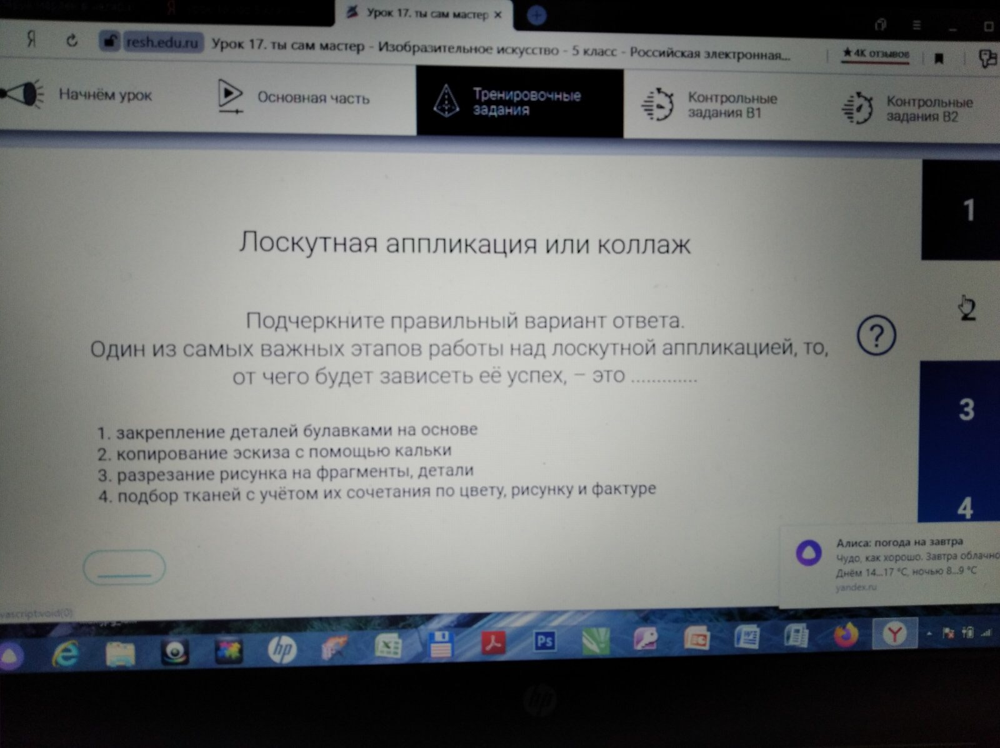 Урок 17. ты сам мастер
Я
resh.edu.ru Урок 17. ты сам мастер - Изобразительное искусство - 5 класс - Российская электронная...
★ 4К отзывов
Начнём урок
Основная часть
Тренировочные
задания
Контрольные
задания В1
Контрольные
задания В2
1
2
3
4
Лоскутная аппликация или коллаж
Подчеркните правильный вариант ответа.
Один из самых важных этапов работы над лоскутной аппликацией, то,
от чего будет зависеть её успех, – это .............
?
1. закрепление деталей булавками на основе
2. копирование эскиза с помощью кальки
3. разрезание рисунка на фрагменты, детали
4. подбор тканей с учётом их сочетания по цвету, рисунку и фактуре
Алиса: погода на завтра
Чудо, как хорошо. Завтра облачно
Днём 14...17 °C, ночью 8...9 °C
yandex.ru
vascript:void(0)
hp
Ps
Y
hp